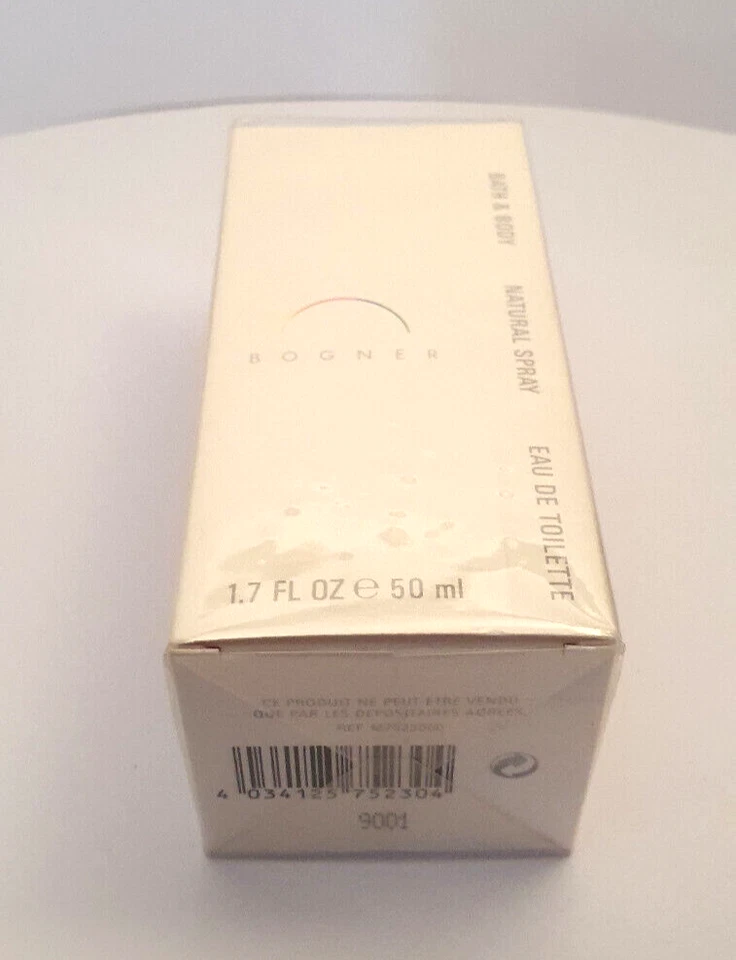 BOGNER
BATH & BODY NATURAL SPRAY EAU DE TOILETTE
1.7 FL OZ ℮ 50 ml
CE PRODUIT NE PEUT ETRE VENDU
QUE PAR LES DEPOSITAIRES AGREES.
REF.
4 034125 752304
9001